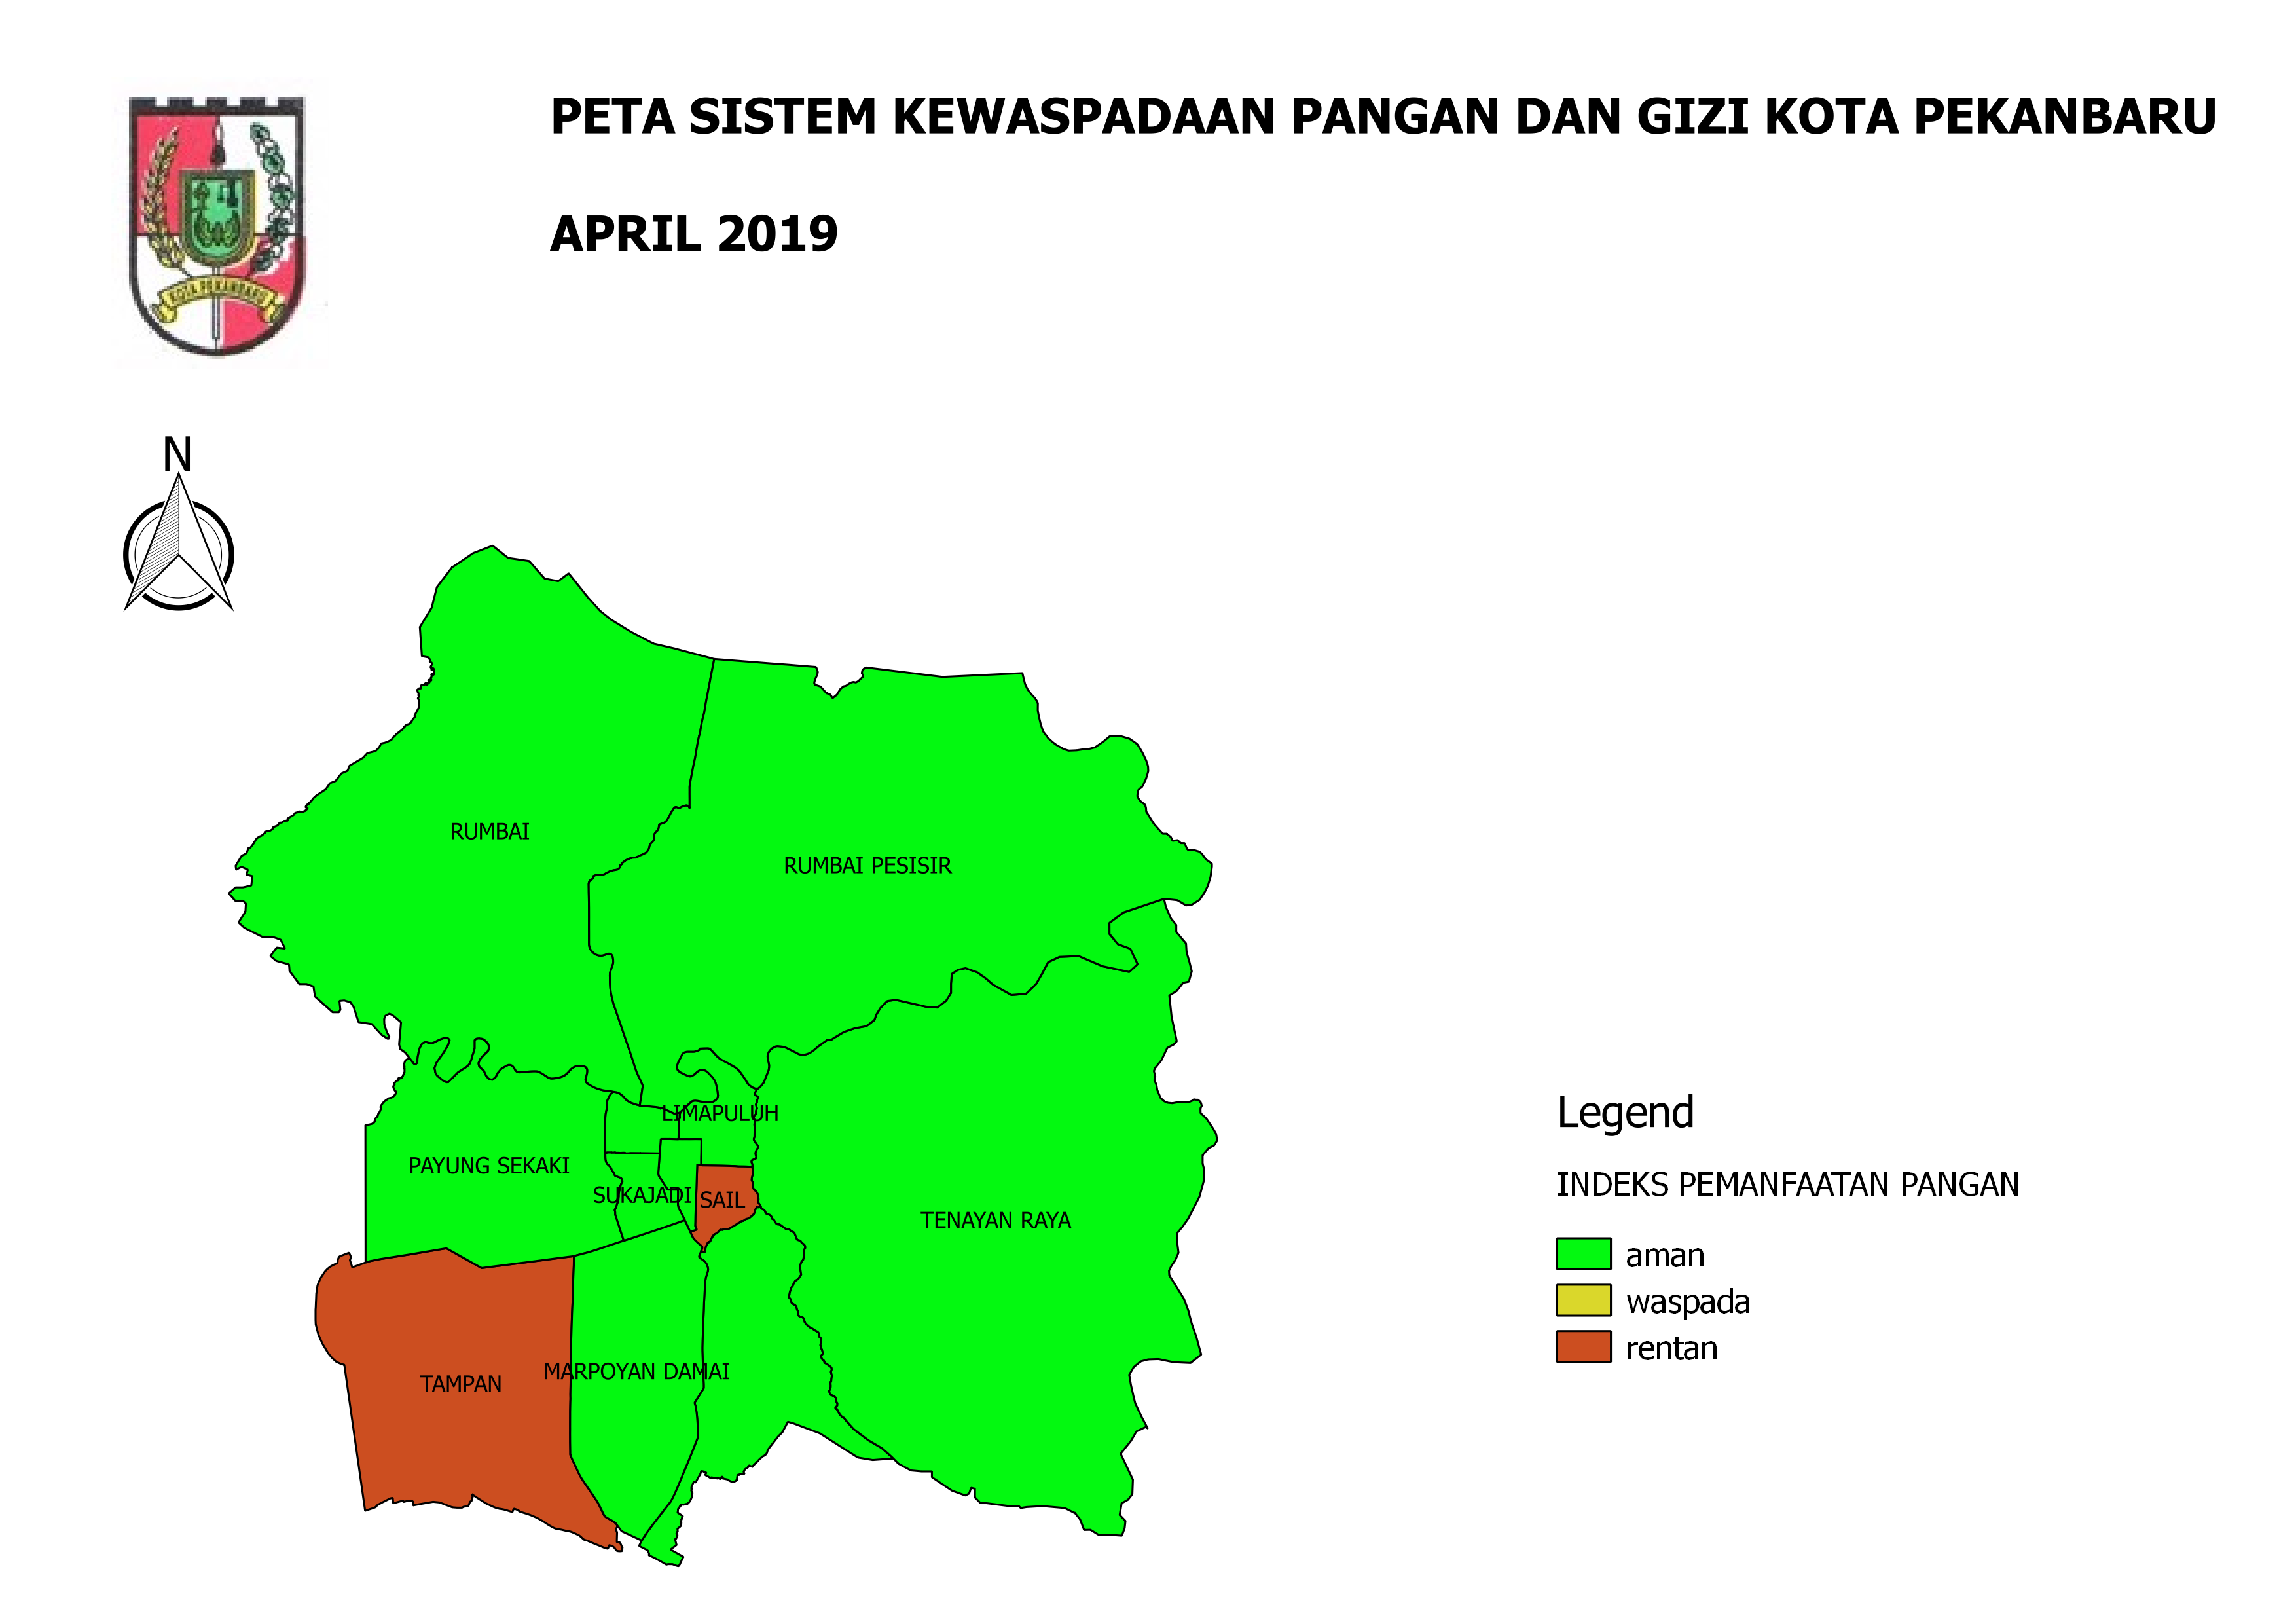 PETA SISTEM KEWASPADAAN PANGAN DAN GIZI KOTA PEKANBARU
APRIL 2019
KOTA PEKANBARU
N
RUMBAI
RUMBAI PESISIR
LIMAPULUH
PAYUNG SEKAKI
SUKAJADI
SAIL
TENAYAN RAYA
TAMPAN
MARPOYAN DAMAI
Legend
INDEKS PEMANFAATAN PANGAN
aman
waspada
rentan